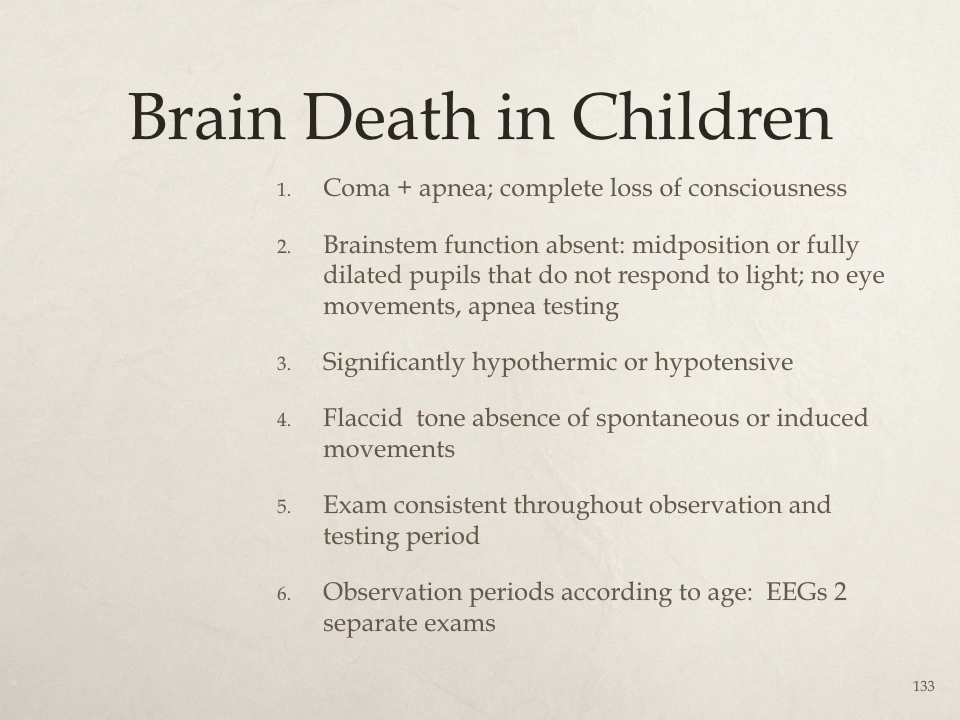 Brain Death in Children
1. Coma + apnea; complete loss of consciousness
2. Brainstem function absent: midposition or fully
dilated pupils that do not respond to light; no eye
movements, apnea testing
3. Significantly hypothermic or hypotensive
4. Flaccid  tone absence of spontaneous or induced
movements
5. Exam consistent throughout observation and
testing period
6. Observation periods according to age:  EEGs 2
separate exams
133